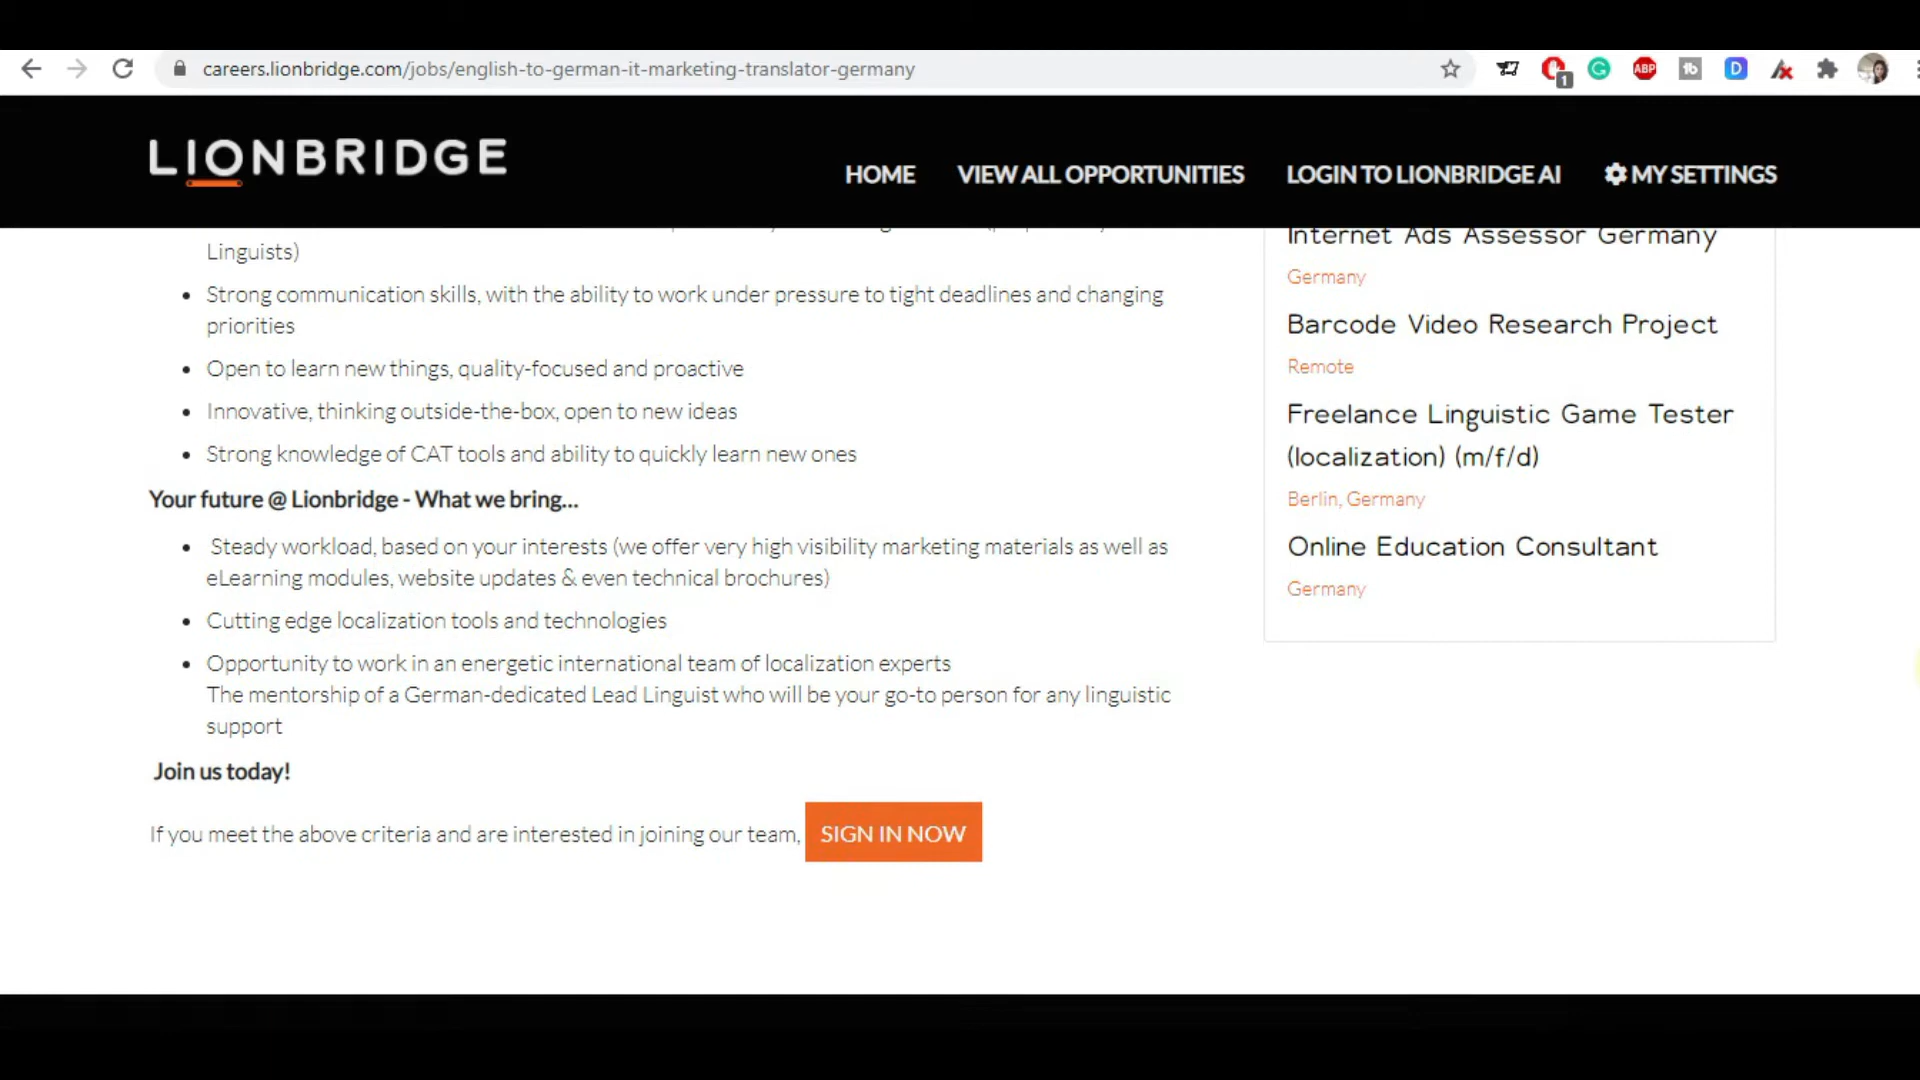 careers.lionbridge.com/jobs/english-to-german-it-marketing-translator-germany
1
ABP
tb
D
LIONBRIDGE
HOME
VIEW ALL OPPORTUNITIES
LOGIN TO LIONBRIDGE AI
MY SETTINGS
Linguists)
Strong communication skills, with the ability to work under pressure to tight deadlines and changing
priorities
Open to learn new things, quality-focused and proactive
Innovative, thinking outside-the-box, open to new ideas
Strong knowledge of CAT tools and ability to quickly learn new ones
Your future @ Lionbridge - What we bring...
Steady workload, based on your interests (we offer very high visibility marketing materials as well as
eLearning modules, website updates & even technical brochures)
Cutting edge localization tools and technologies
Opportunity to work in an energetic international team of localization experts
The mentorship of a German-dedicated Lead Linguist who will be your go-to person for any linguistic
support
Join us today!
If you meet the above criteria and are interested in joining our team, SIGN IN NOW
Internet Ads Assessor Germany
Germany
Barcode Video Research Project
Remote
Freelance Linguistic Game Tester
(localization) (m/f/d)
Berlin, Germany
Online Education Consultant
Germany